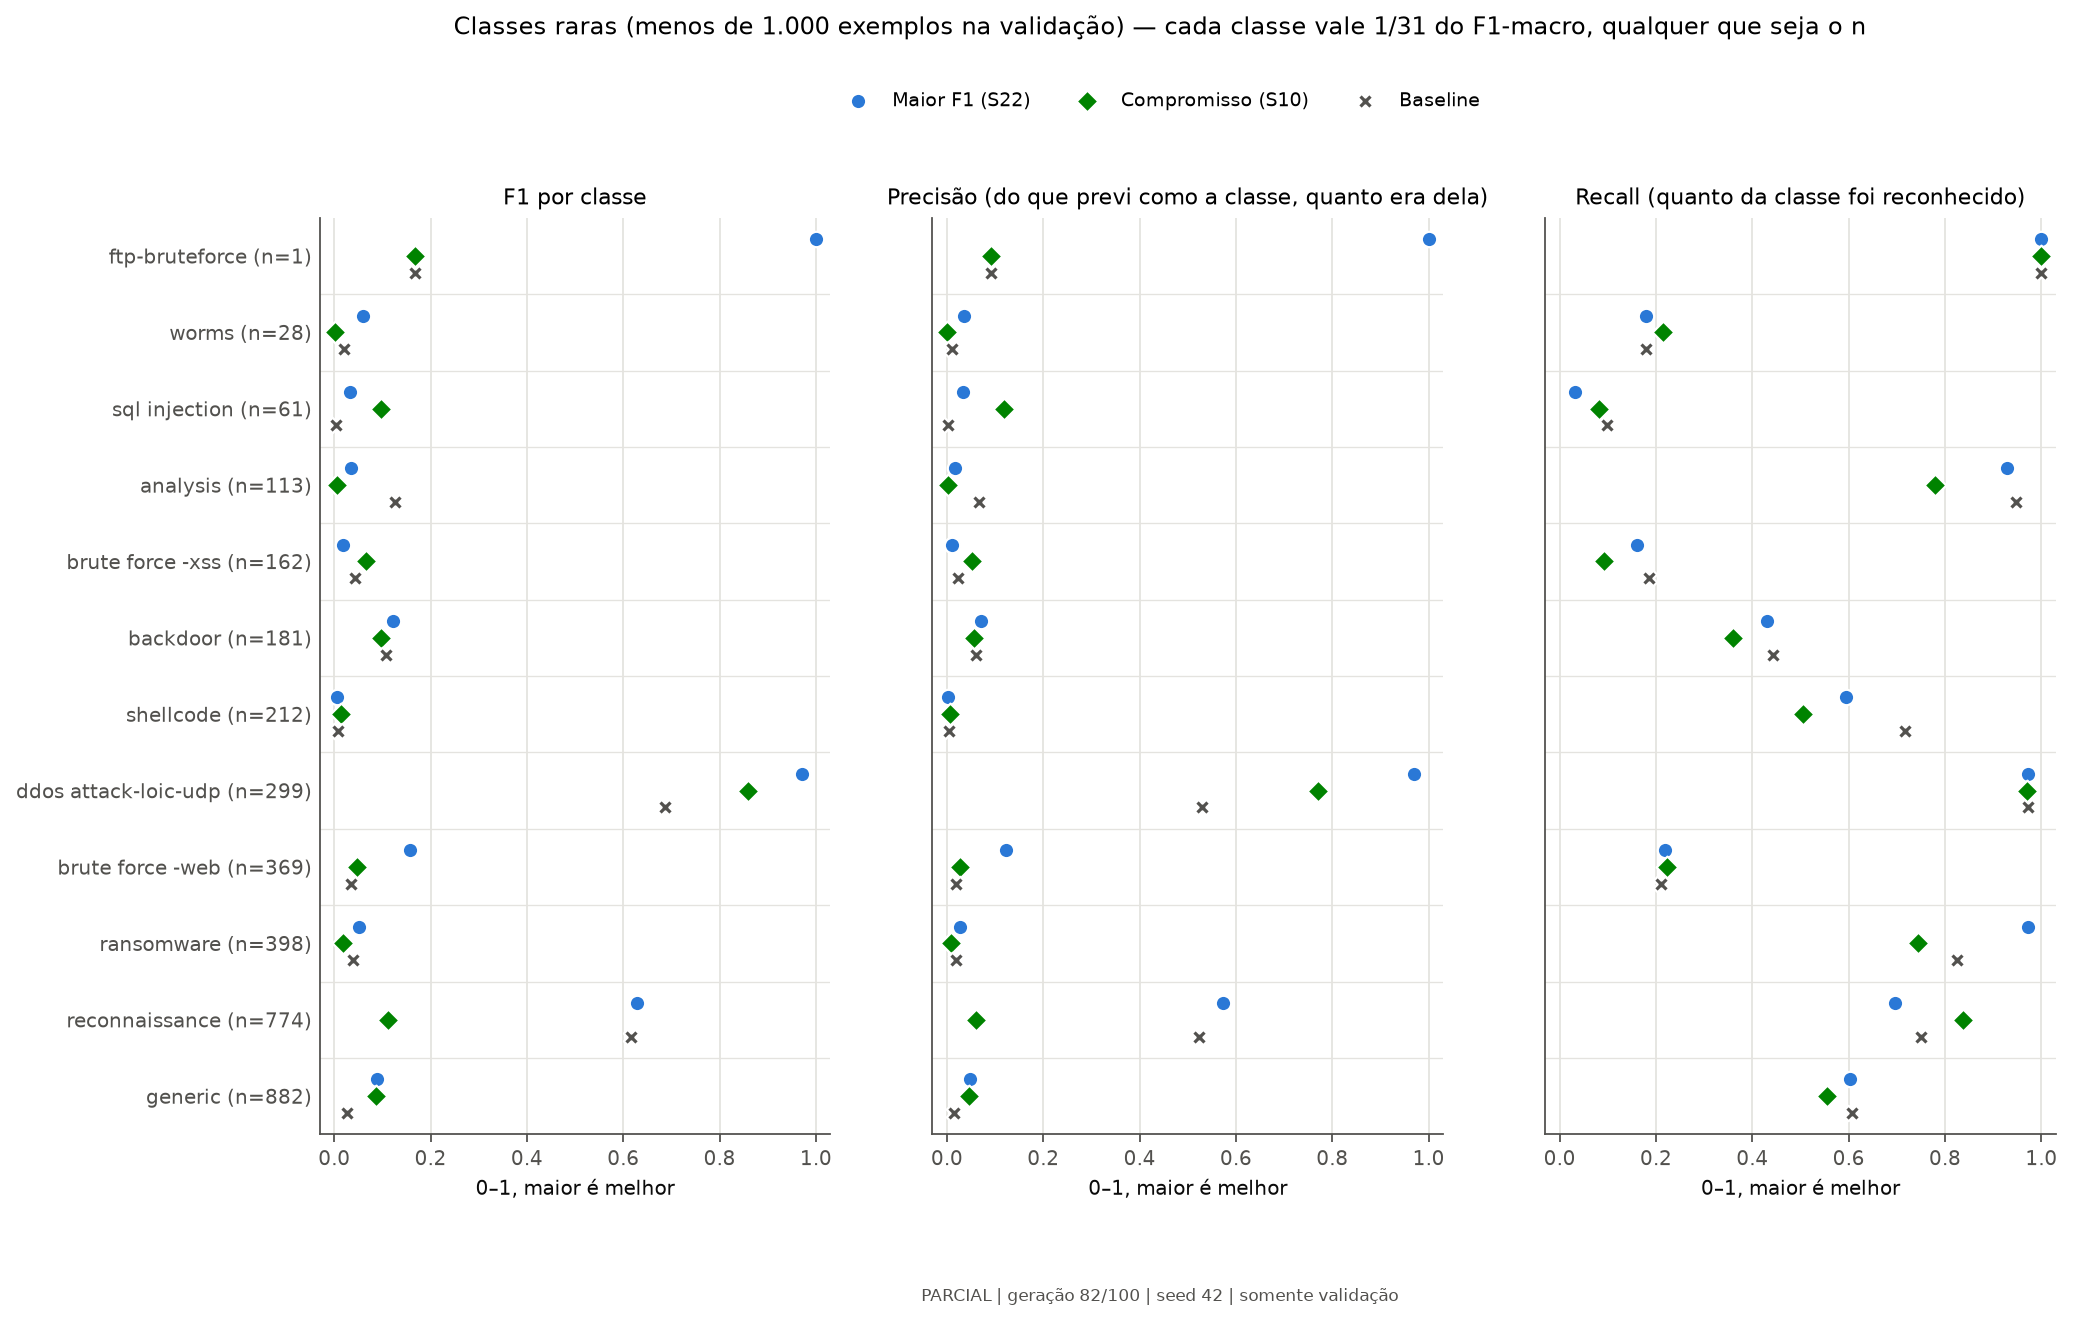 Classes raras (menos de 1.000 exemplos na validação) — cada classe vale 1/31 do F1-macro, qualquer que seja o n
Maior F1 (S22)
Compromisso (S10)
Baseline
F1 por classe
Precisão (do que previ como a classe, quanto era dela)
Recall (quanto da classe foi reconhecido)
ftp-bruteforce (n=1)
worms (n=28)
sql injection (n=61)
analysis (n=113)
brute force -xss (n=162)
backdoor (n=181)
shellcode (n=212)
ddos attack-loic-udp (n=299)
brute force -web (n=369)
ransomware (n=398)
reconnaissance (n=774)
generic (n=882)
0.0 0.2 0.4 0.6 0.8 1.0
0.0 0.2 0.4 0.6 0.8 1.0
0.0 0.2 0.4 0.6 0.8 1.0
0–1, maior é melhor
0–1, maior é melhor
0–1, maior é melhor
PARCIAL | geração 82/100 | seed 42 | somente validação